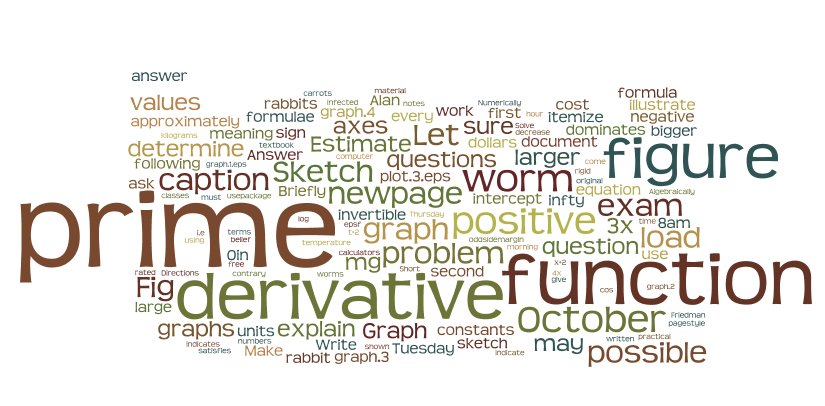 answer
carrots
material
formula
values
rabbits
infected
Alan
notes
Numerically
cost
illustrate
approximately
formulae
graph.4
every
work
first
hour
itemize
negative
kilograms
meaning
sign
axes
Let
sure
Solve
decrease
dominates
bigger
determine
textbook
Estimate
dollars
document
following
graph.1.eps
Answer
computer
questions
larger
come
figure
ask
caption
Sketch
plot.3.eps
worm
rigid
equation
classes
must
usepackage
Briefly
newpage
intercept
infty
original
Algebraically
exam
prime
log
invertible
Thursday
positive
3x
time
8am
i.e
terms
epsf
t+2
graph
oddsidemargin
question
load
using
belief
temperature
morning
0in
free
calculators
mg
problem
x+2
use
rated
Directions
contrary
worms
Short
second
4x
give
function
Fig
derivative
cos
graph.2
large
October
Friedman
pagestyle
graphs
units
explain
Graph
constants
written
practical
indicates
numbers
Write
shown
sketch
may
satisfies
Make
rabbit
graph.3
Tuesday
indicate
possible